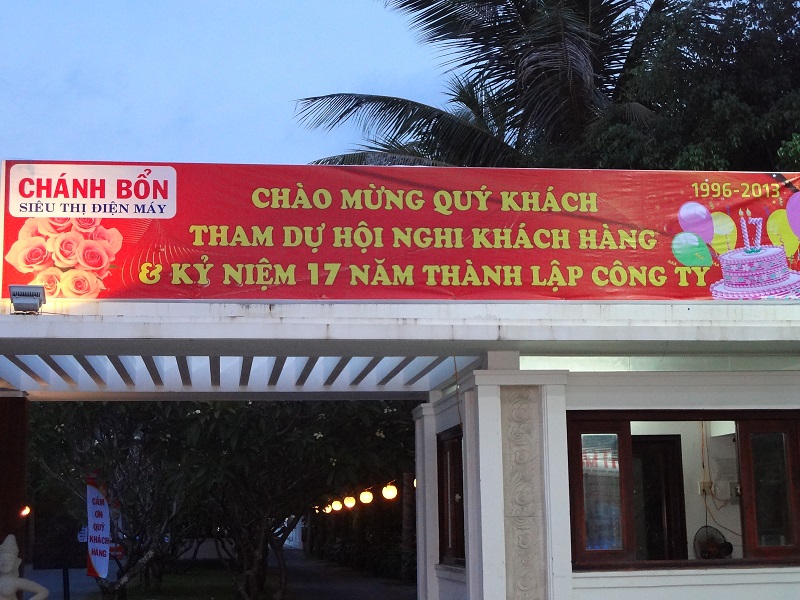 CHÁNH BỔN
SIÊU THỊ ĐIỆN MÁY
CHÀO MỪNG QUÝ KHÁCH
THAM DỰ HỘI NGHI KHÁCH HÀNG
& KỶ NIỆM 17 NĂM THÀNH LẬP CÔNG TY
1996-2013
17
CẢM
ƠN
QUÝ
KHÁCH
HÀNG